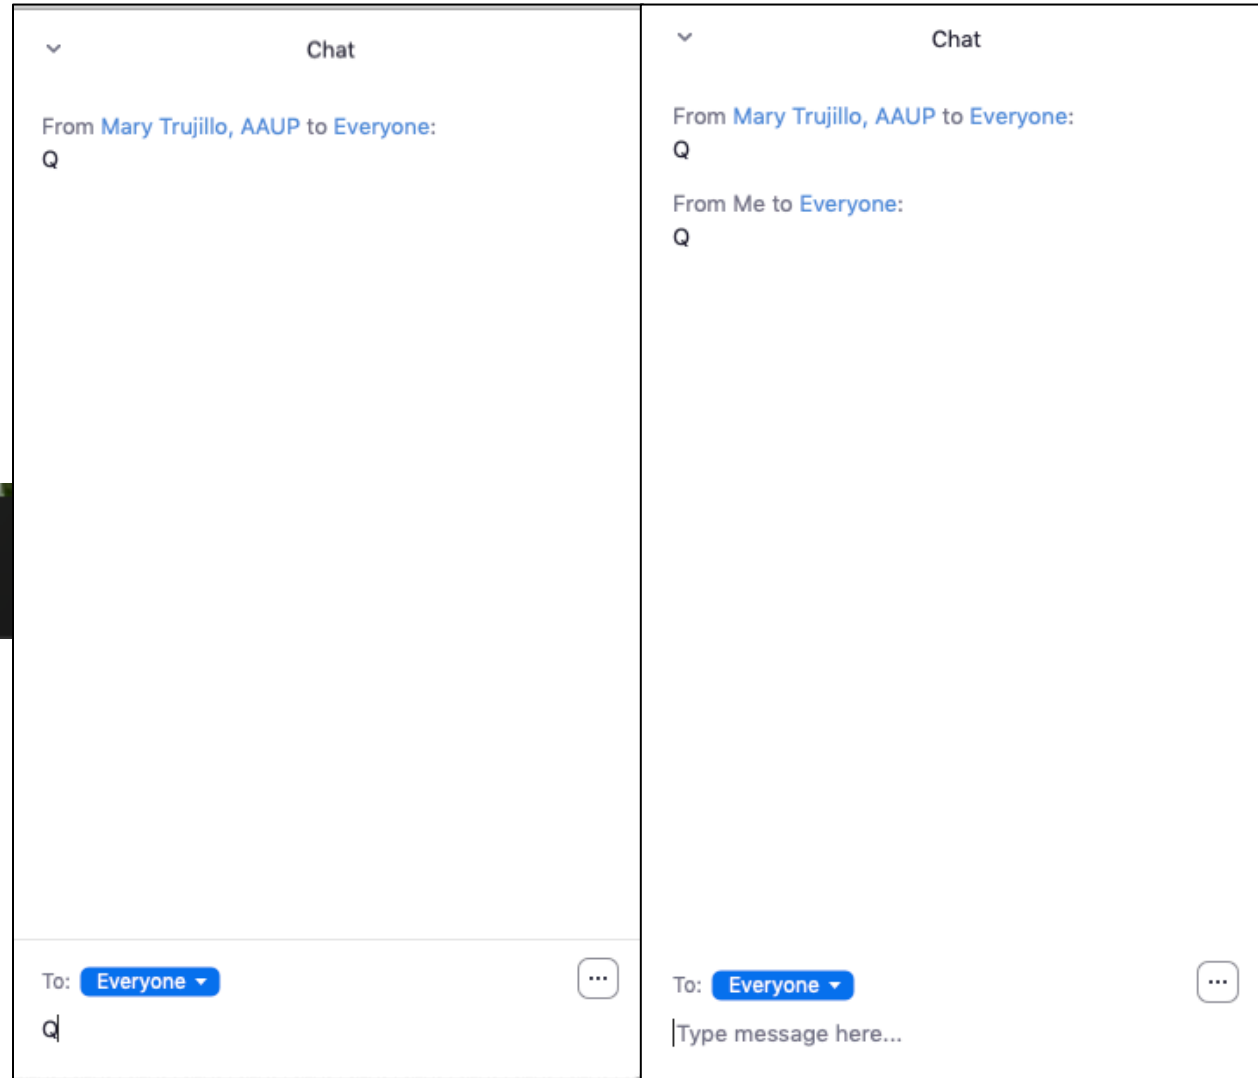 Chat
From Mary Trujillo, AAUP to Everyone:
Q
To: Everyone
...
Q
Chat
From Mary Trujillo, AAUP to Everyone:
Q
From Me to Everyone:
Q
To: Everyone
...
Type message here...